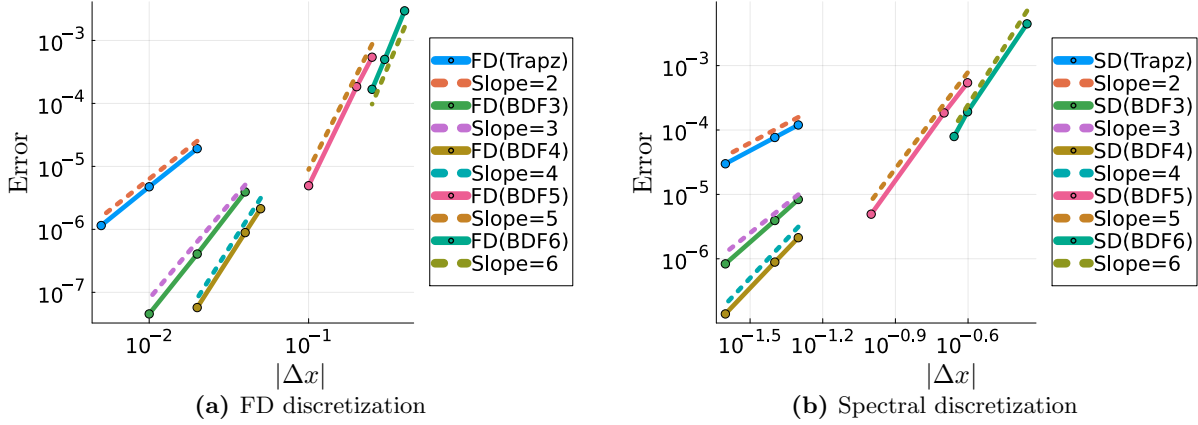 Error
10⁻³
10⁻⁴
10⁻⁵
10⁻⁶
10⁻⁷
10⁻²
10⁻¹
|Δx|
FD(Trapz)
Slope=2
FD(BDF3)
Slope=3
FD(BDF4)
Slope=4
FD(BDF5)
Slope=5
FD(BDF6)
Slope=6
(a) FD discretization
Error
10⁻³
10⁻⁴
10⁻⁵
10⁻⁶
10⁻¹·⁵
10⁻¹·²
10⁻⁰·⁹
10⁻⁰·⁶
|Δx|
SD(Trapz)
Slope=2
SD(BDF3)
Slope=3
SD(BDF4)
Slope=4
SD(BDF5)
Slope=5
SD(BDF6)
Slope=6
(b) Spectral discretization